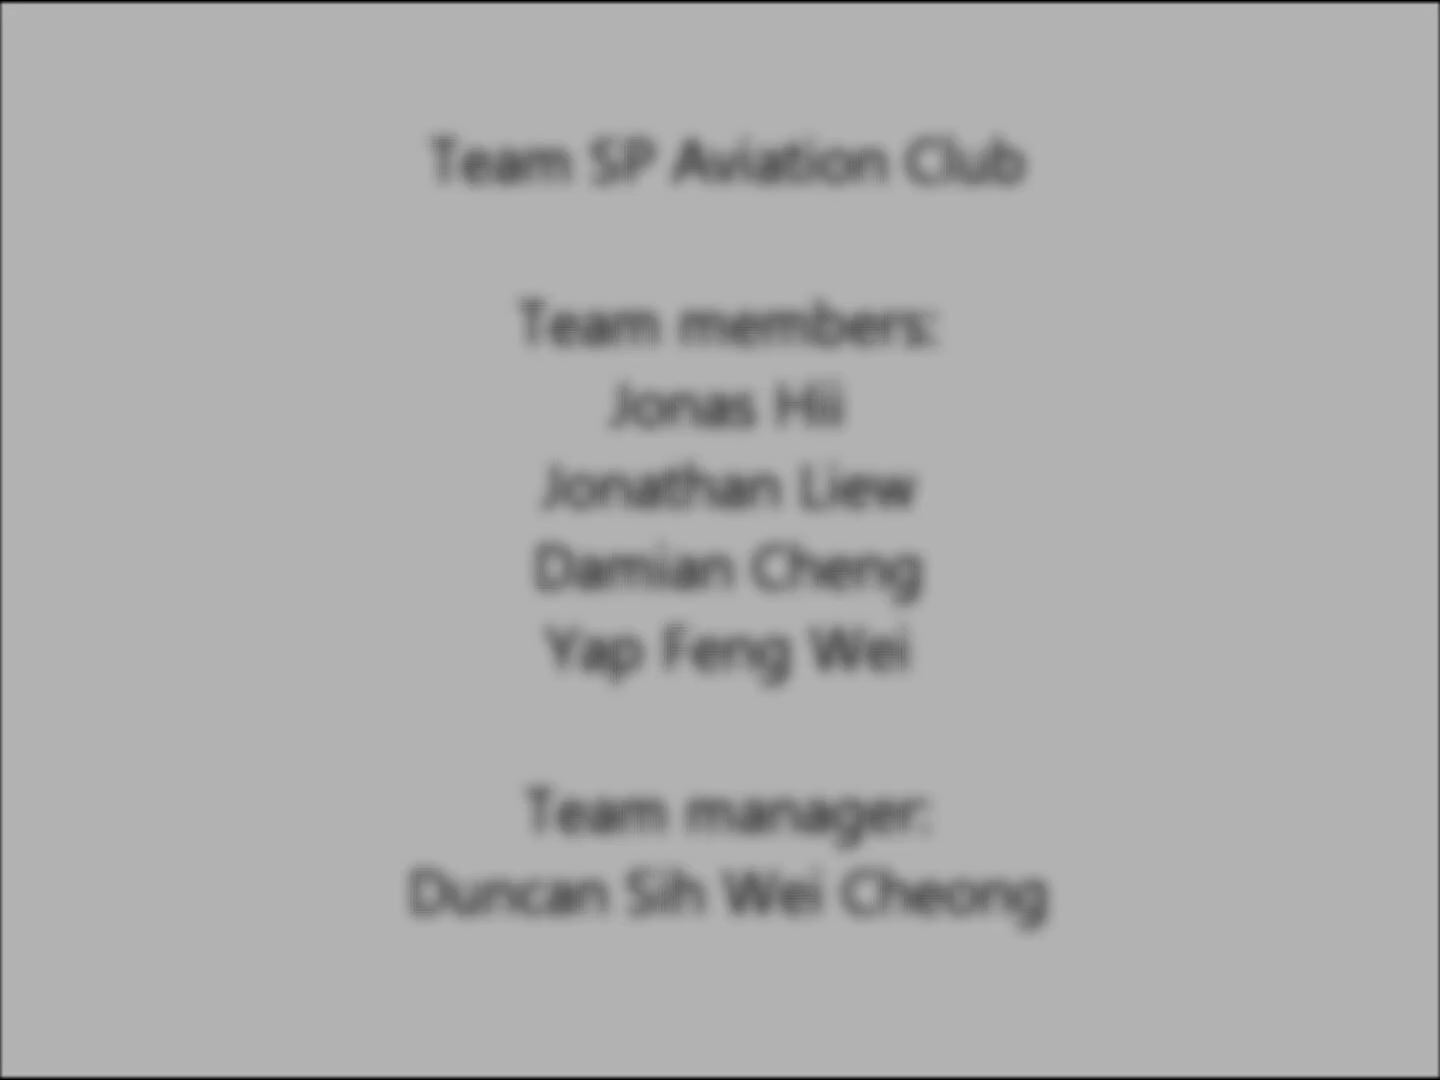 Team SP Aviation Club
Team members:
Jonas Hii
Jonathan Liew
Damian Cheng
Yap Feng Wei
Team manager:
Duncan Sih Wei Cheong